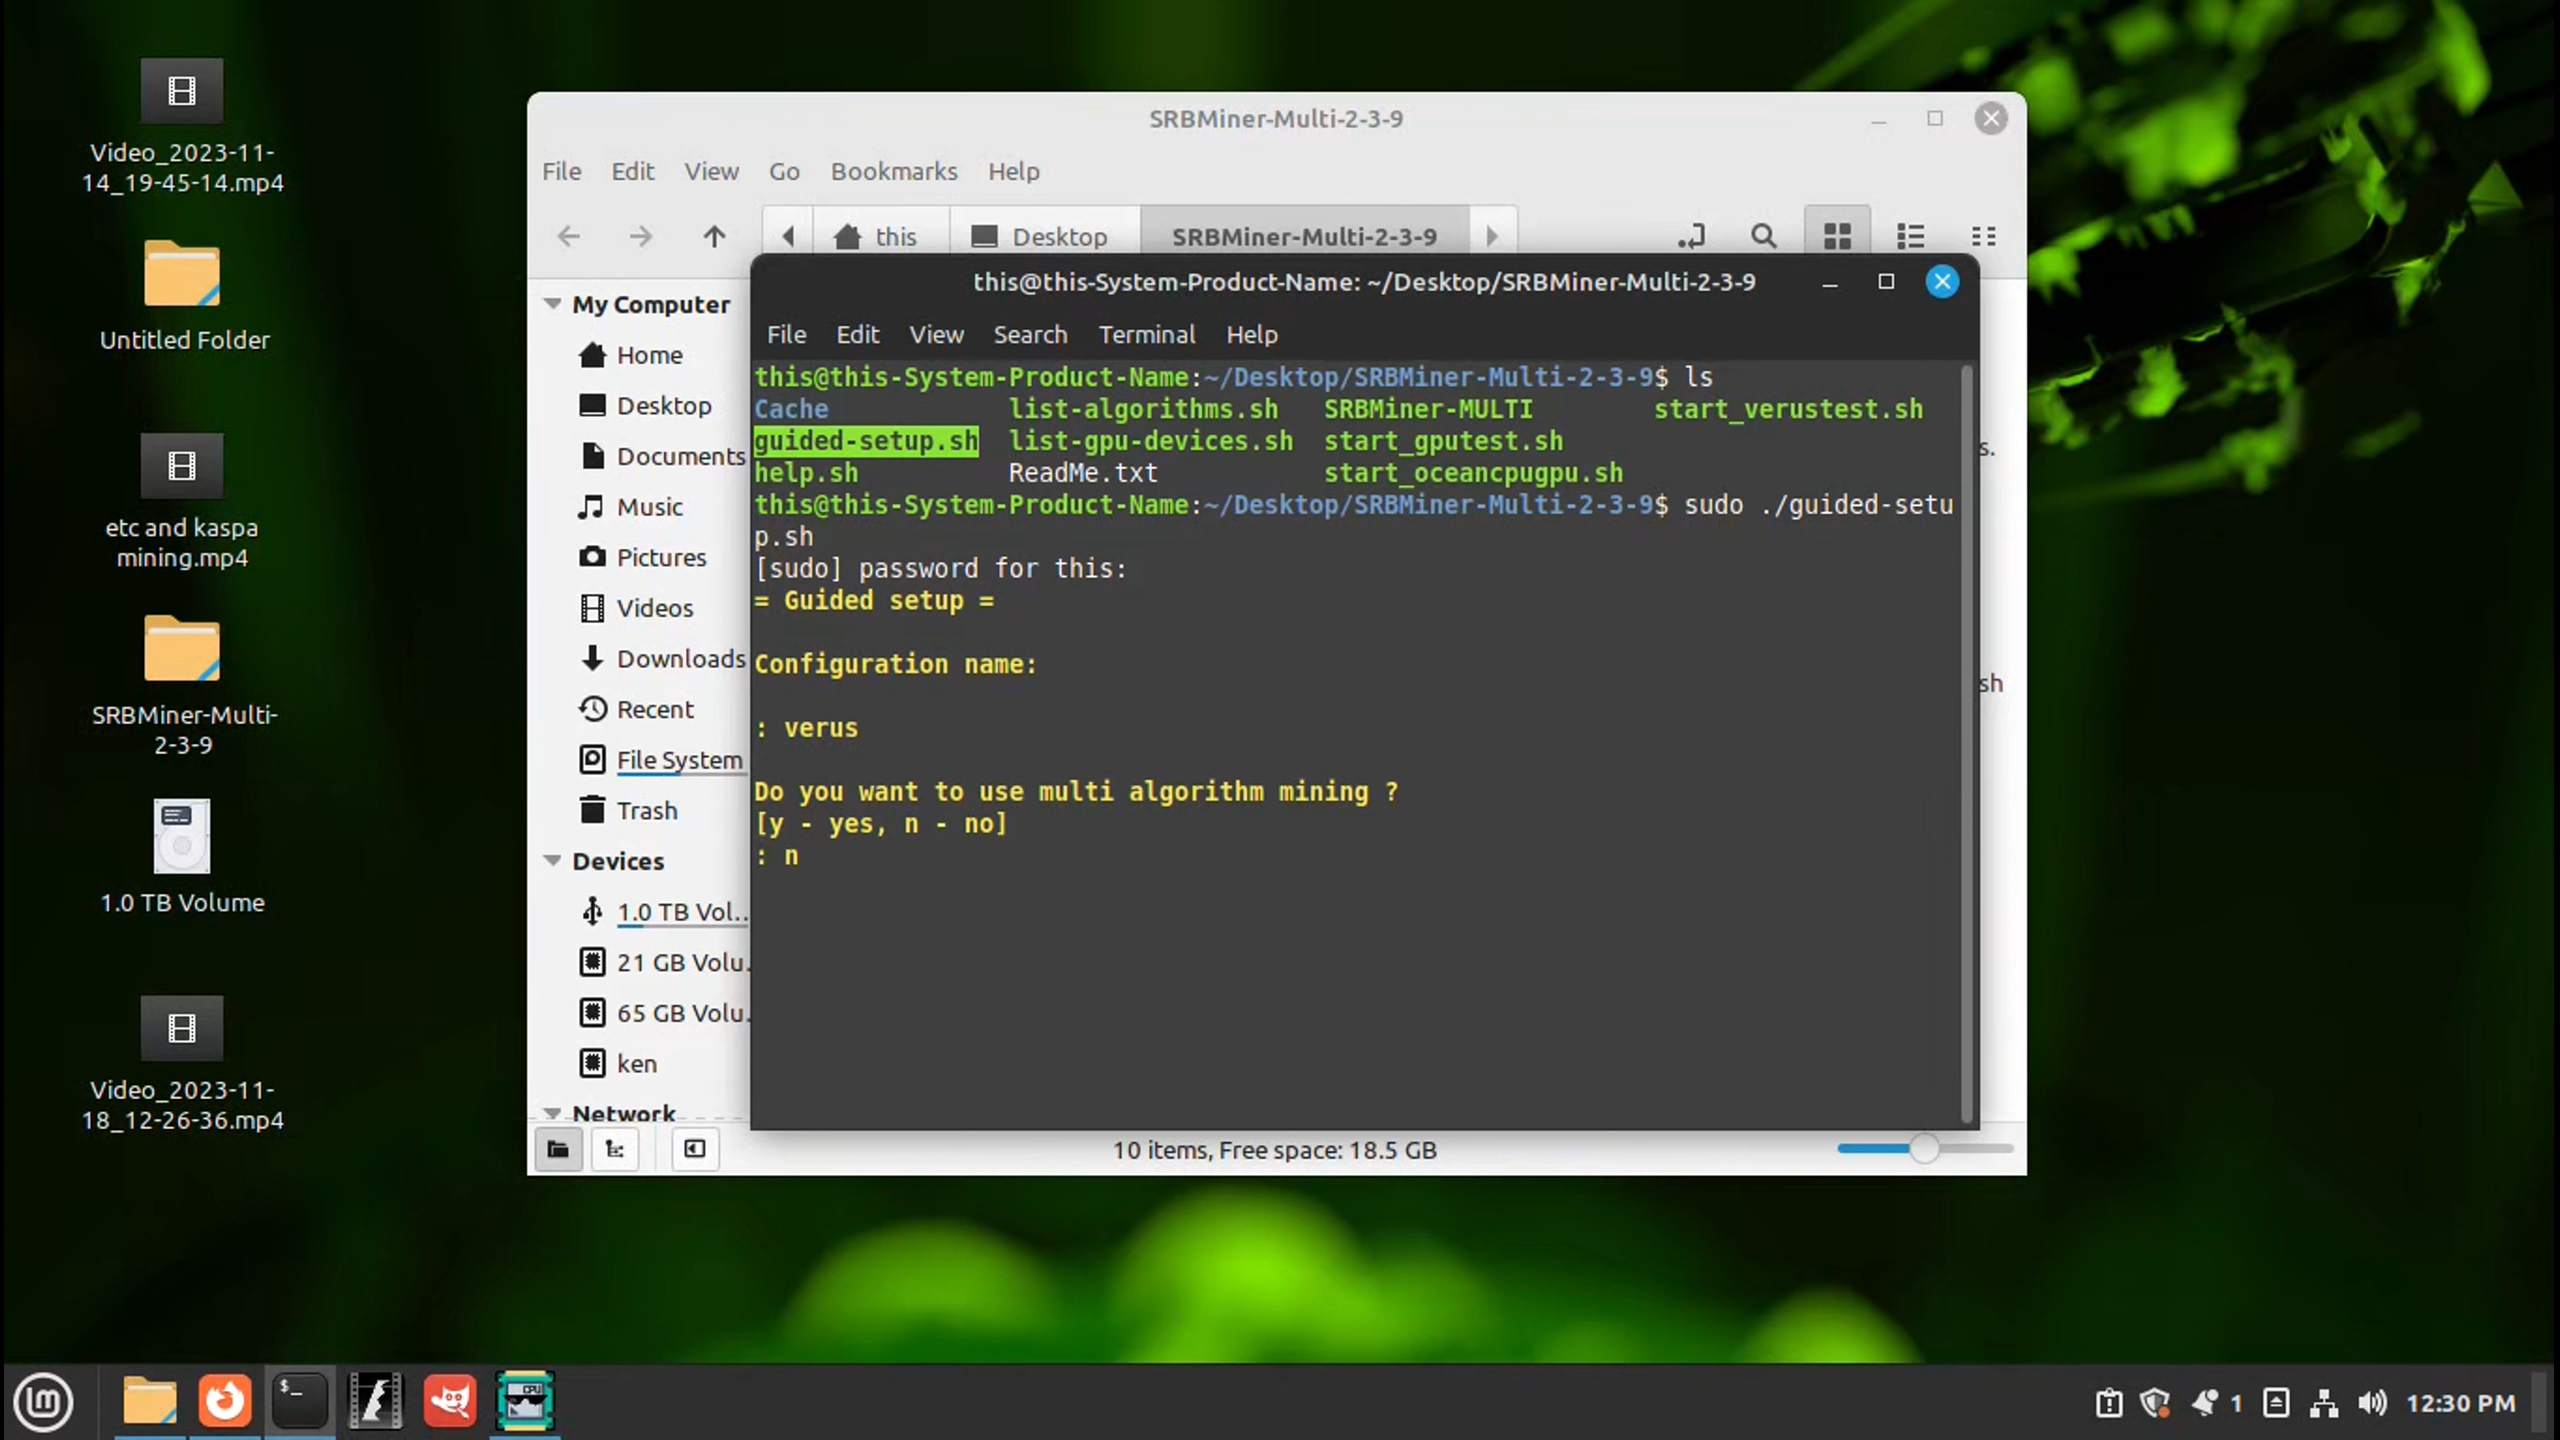 Video_2023-11-
14_19-45-14.mp4
Untitled Folder
etc and kaspa
mining.mp4
SRBMiner-Multi-
2-3-9
1.0 TB Volume
Video_2023-11-
18_12-26-36.mp4
SRBMiner-Multi-2-3-9
File Edit View Go Bookmarks Help
this Desktop SRBMiner-Multi-2-3-9
My Computer
Home
Desktop
Documents
Music
Pictures
Videos
Downloads
Recent
File System
Trash
Devices
1.0 TB Vol...
21 GB Volu.
65 GB Volu.
ken
Network
s.
sh
10 items, Free space: 18.5 GB
this@this-System-Product-Name: ~/Desktop/SRBMiner-Multi-2-3-9
File Edit View Search Terminal Help
this@this-System-Product-Name:~/Desktop/SRBMiner-Multi-2-3-9$ ls
Cache list-algorithms.sh SRBMiner-MULTI start_verustest.sh
guided-setup.sh list-gpu-devices.sh start_gputest.sh
help.sh ReadMe.txt start_oceancpugpu.sh
this@this-System-Product-Name:~/Desktop/SRBMiner-Multi-2-3-9$ sudo ./guided-setu
p.sh
[sudo] password for this:
= Guided setup =
Configuration name:
: verus
Do you want to use multi algorithm mining ?
[y - yes, n - no]
: n
$_
CPU
1
12:30 PM